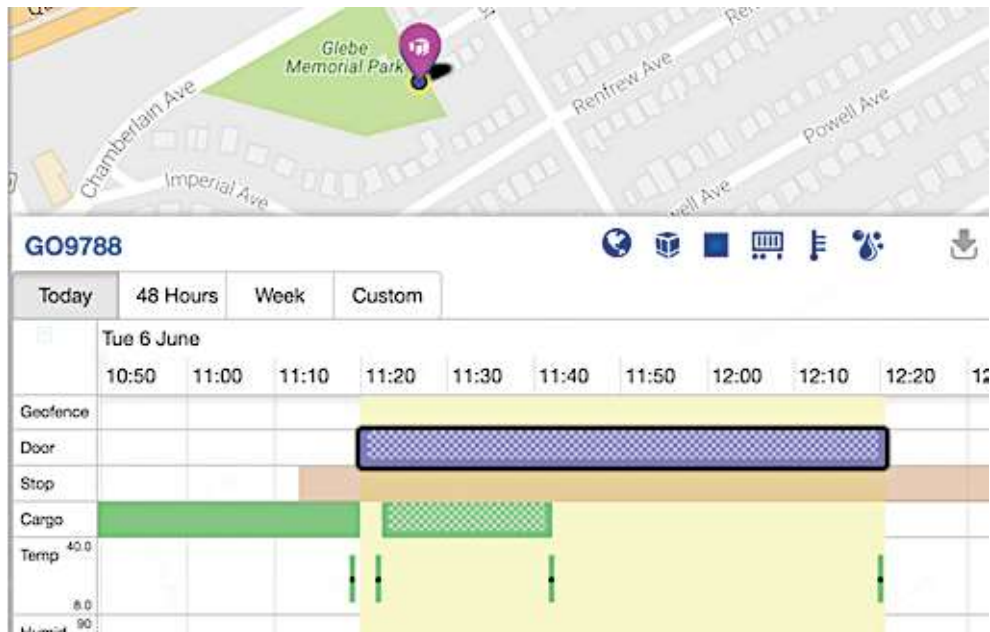 Glebe
Memorial Park
Chamberlain Ave
Renfrew Ave
Powell Ave
Imperial Ave
GO9788
Today 48 Hours Week Custom
Tue 6 June
10:50 11:00 11:10 11:20 11:30 11:40 11:50 12:00 12:10 12:20
Geofence
Door
Stop
Cargo
Temp 40.0
8.0
Humid 90